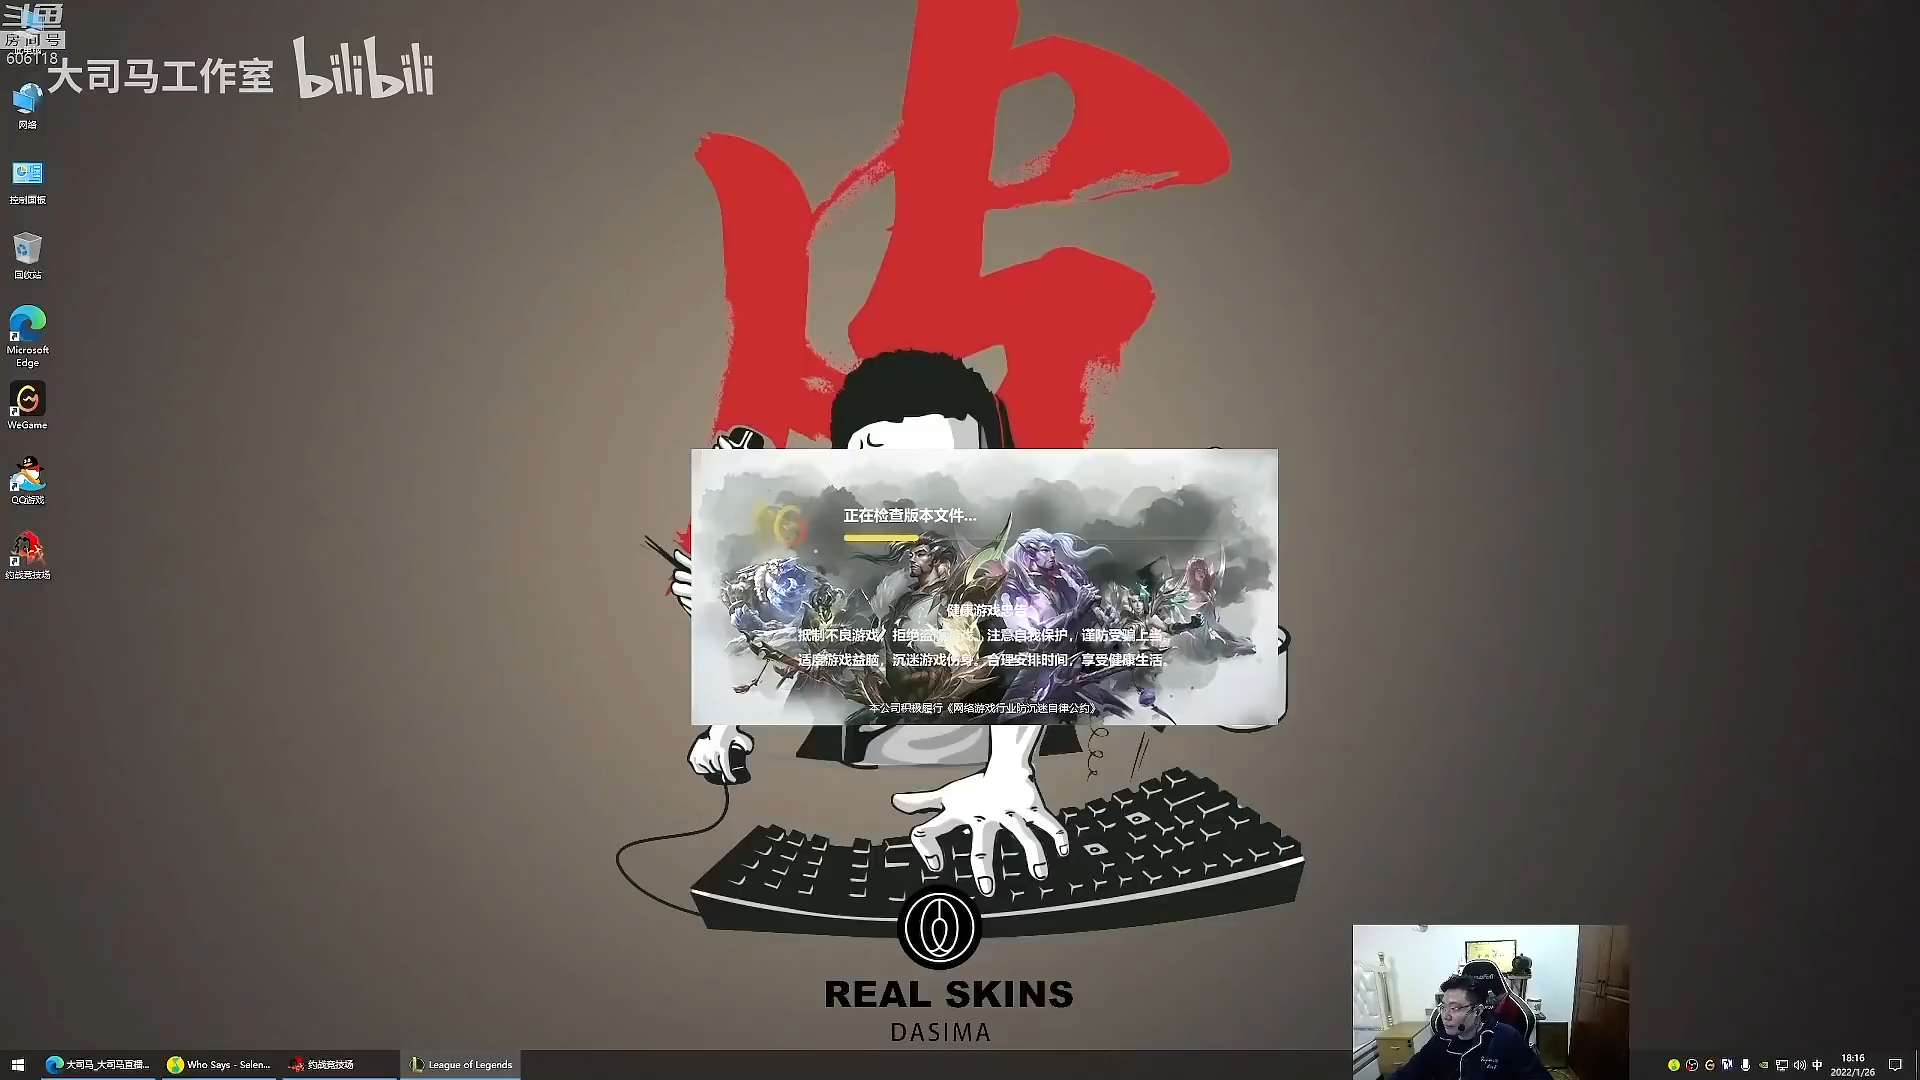 斗鱼
房间号
606118
大司马工作室 bilibili
网络
控制面板
回收站
Microsoft
Edge
WeGame
QQ游戏
约战竞技场
正在检查版本文件...
健康游戏忠告
抵制不良游戏，拒绝盗版游戏。注意自我保护，谨防受骗上当。
适度游戏益脑，沉迷游戏伤身。合理安排时间，享受健康生活。
本公司积极履行《网络游戏行业防沉迷自律公约》
REAL SKINS
DASIMA
大司马_大司马直播...
Who Says - Selen...
约战竞技场
League of Legends
中
18:16
2022/1/26